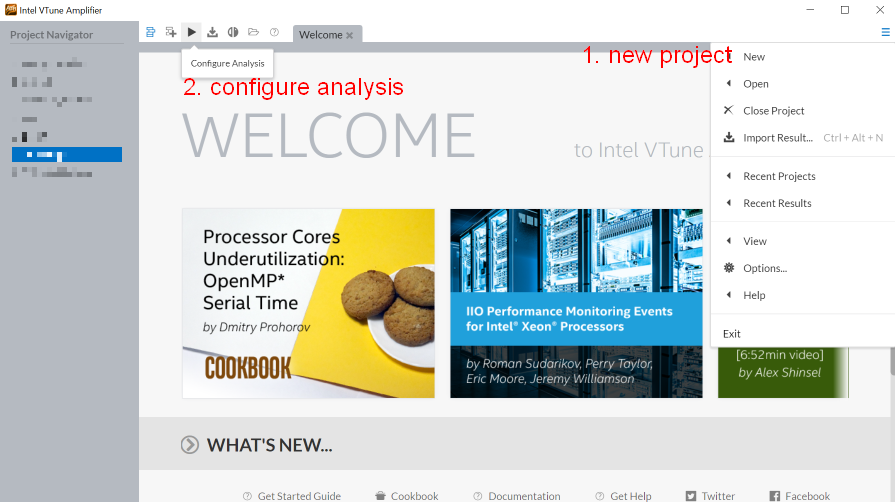 Intel VTune Amplifier
Project Navigator
Welcome
Configure Analysis
1. new project
2. configure analysis
WELCOME
to Intel VTune
New
Open
Close Project
Import Result... Ctrl + Alt + N
Recent Projects
Recent Results
View
Options...
Help
Exit
Processor Cores
Underutilization:
OpenMP*
Serial Time
by Dmitry Prohorov
COOKBOOK
IIO Performance Monitoring Events
for Intel® Xeon® Processors
by Roman Sudarikov, Perry Taylor,
Eric Moore, Jeremy Williamson
[6:52min video]
by Alex Shinsel
WHAT'S NEW...
Get Started Guide
Cookbook
Documentation
Get Help
Twitter
Facebook